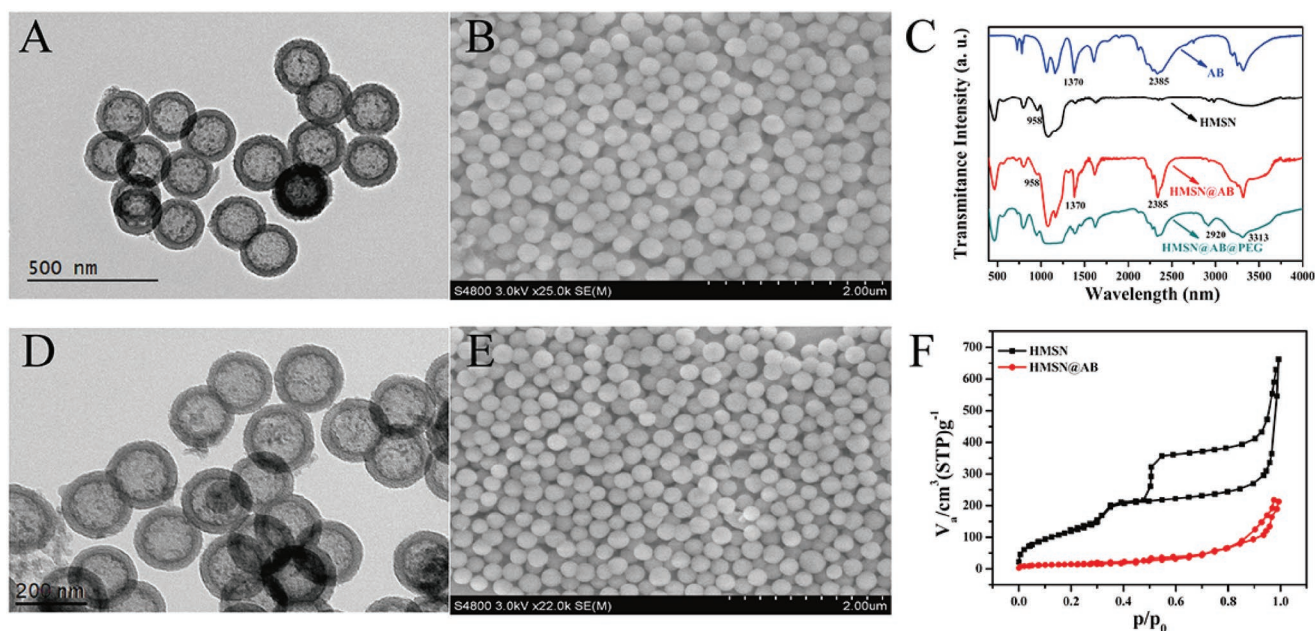 A
500 nm
B
S4800 3.0kV x25.0k SE(M)
2.00um
C
Transmitance Intensity (a. u.)
1370
2385
AB
958
HMSN
958
1370
2385
HMSN@AB
2920
3313
HMSN@AB@PEG
500 1000 1500 2000 2500 3000 3500 4000
Wavelength (nm)
D
200 nm
E
S4800 3.0kV x22.0k SE(M)
2.00um
F
HMSN
HMSN@AB
Va/cm3(STP)g-1
700
600
500
400
300
200
100
0
0.0 0.2 0.4 0.6 0.8 1.0
p/p0